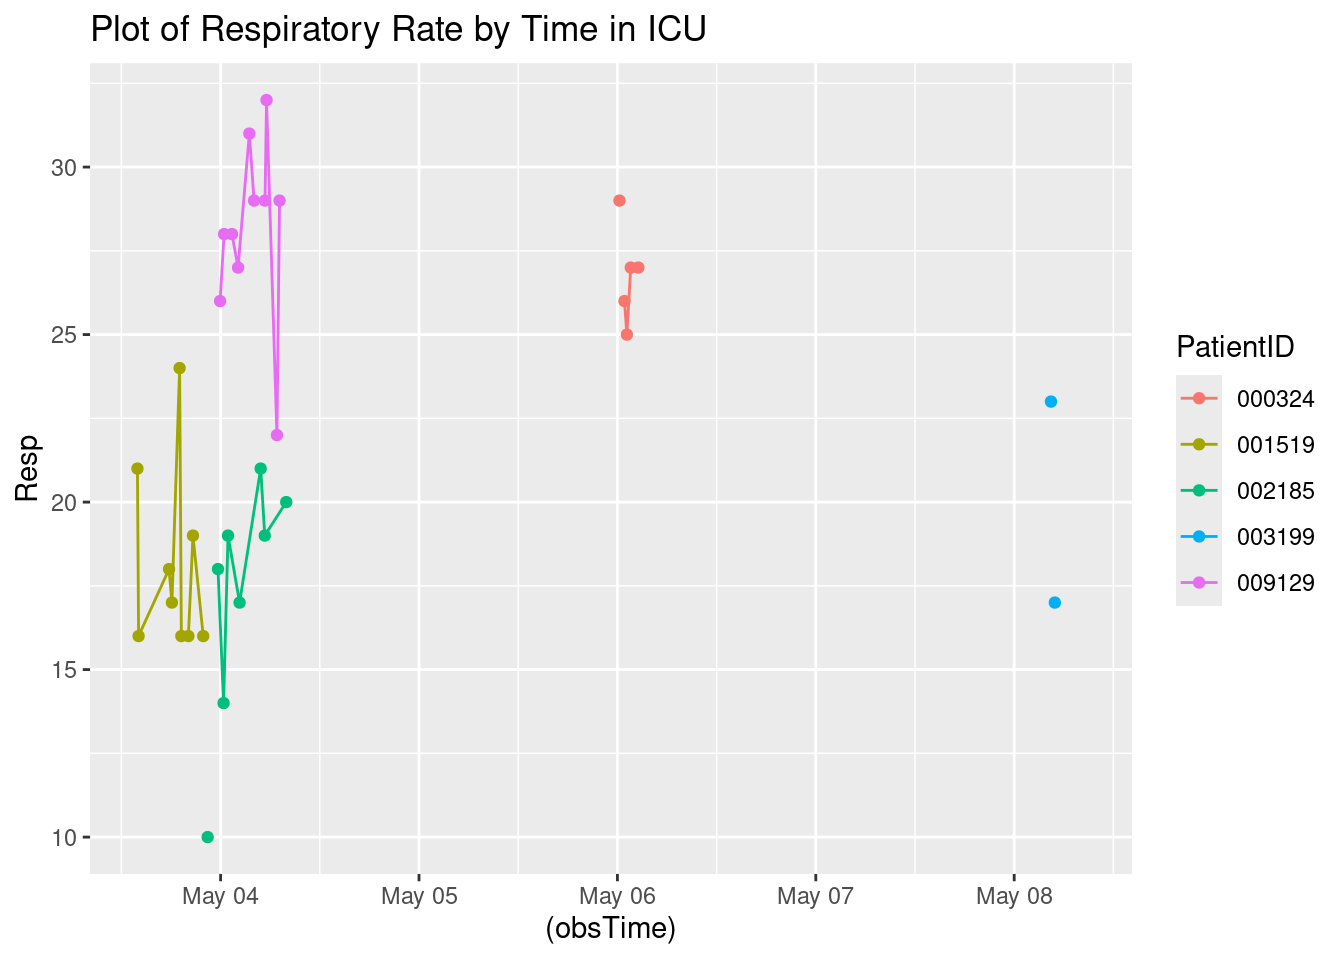 Plot of Respiratory Rate by Time in ICU
30
25
20
15
10
Resp
May 04 May 05 May 06 May 07 May 08
(obsTime)
PatientID
000324
001519
002185
003199
009129